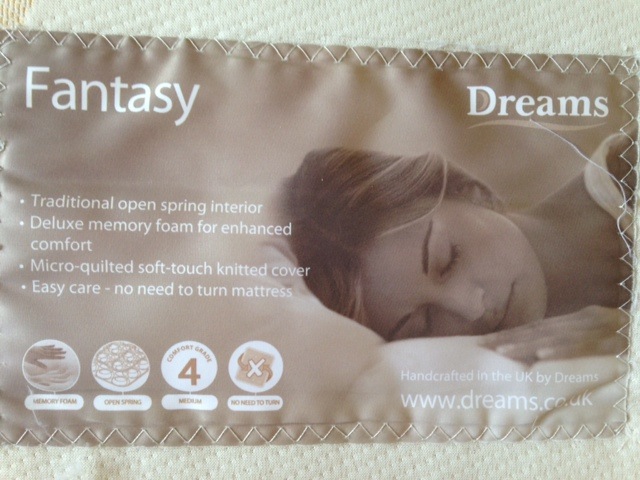 Fantasy
Dreams
• Traditional open spring interior
• Deluxe memory foam for enhanced
comfort
• Micro-quilted soft-touch knitted cover
• Easy care - no need to turn mattress
MEMORY FOAM
OPEN SPRING
COMFORT GRADE
4
MEDIUM
NO NEED TO TURN
Handcrafted in the UK by Dreams
www.dreams.co.uk